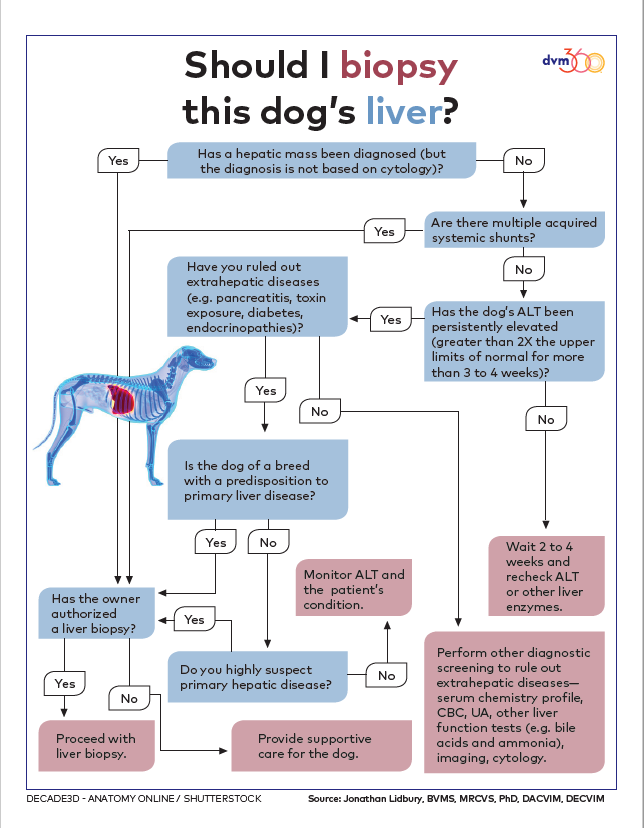 Should I biopsy
this dog's liver?
dvm360
Yes
Has a hepatic mass been diagnosed (but
the diagnosis is not based on cytology)?
No
Yes
Are there multiple acquired
systemic shunts?
No
Have you ruled out
extrahepatic diseases
(e.g. pancreatitis, toxin
exposure, diabetes,
endocrinopathies)?
Yes
Has the dog's ALT been
persistently elevated
(greater than 2X the upper
limits of normal for more
than 3 to 4 weeks)?
Yes
No
No
Is the dog of a breed
with a predisposition to
primary liver disease?
Yes
No
Wait 2 to 4
weeks and
recheck ALT
or other liver
enzymes.
Monitor ALT and
the patient's
condition.
Has the owner
authorized
a liver biopsy?
Yes
Do you highly suspect
primary hepatic disease?
No
Perform other diagnostic
screening to rule out
extrahepatic diseases—
serum chemistry profile,
CBC, UA, other liver
function tests (e.g. bile
acids and ammonia),
imaging, cytology.
Yes
No
Proceed with
liver biopsy.
Provide supportive
care for the dog.
DECADE3D - ANATOMY ONLINE / SHUTTERSTOCK
Source: Jonathan Lidbury, BVMS, MRCVS, PhD, DACVIM, DECVIM